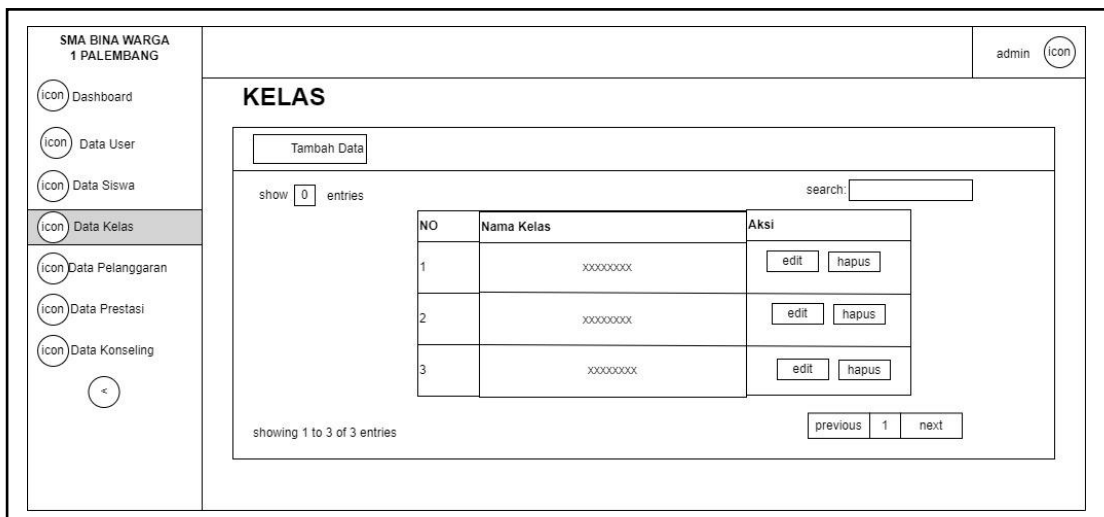 SMA BINA WARGA
1 PALEMBANG
admin icon
icon Dashboard
icon Data User
icon Data Siswa
icon Data Kelas
icon Data Pelanggaran
icon Data Prestasi
icon Data Konseling
<
KELAS
Tambah Data
show 0 entries
search:
NO Nama Kelas Aksi
1 xxxxxxxx edit hapus
2 xxxxxxxx edit hapus
3 xxxxxxxx edit hapus
showing 1 to 3 of 3 entries
previous 1 next